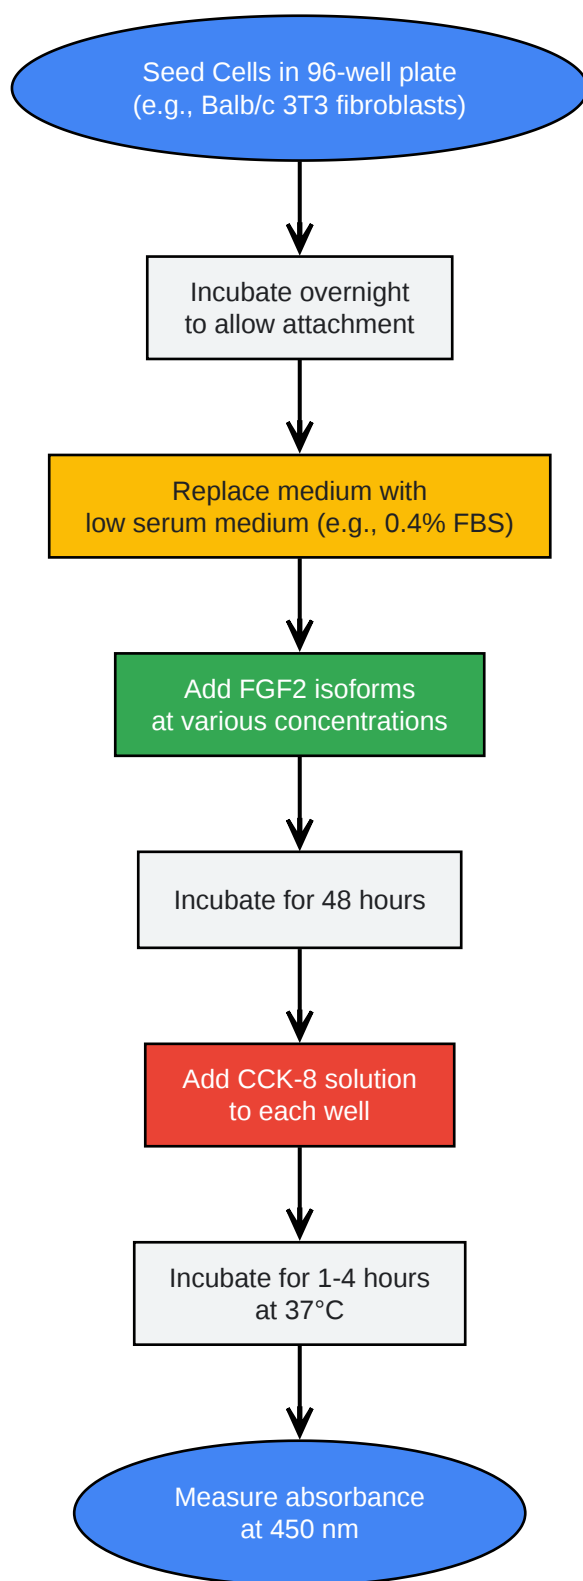 Seed Cells in 96-well plate
(e.g., Balb/c 3T3 fibroblasts)
Incubate overnight
to allow attachment
Replace medium with
low serum medium (e.g., 0.4% FBS)
Add FGF2 isoforms
at various concentrations
Incubate for 48 hours
Add CCK-8 solution
to each well
Incubate for 1-4 hours
at 37°C
Measure absorbance
at 450 nm